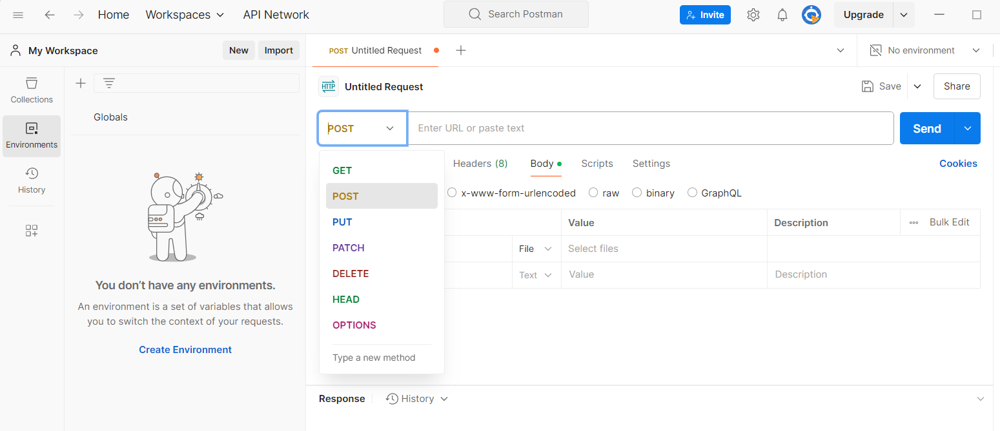 Home Workspaces API Network Search Postman Invite Upgrade
My Workspace New Import POST Untitled Request No environment
Collections
Environments
History
Globals
You don’t have any environments.
An environment is a set of variables that allows
you to switch the context of your requests.
Create Environment
HTTP Untitled Request Save Share
POST Enter URL or paste text Send
Headers (8) Body Scripts Settings Cookies
x-www-form-urlencoded raw binary GraphQL
Value Description Bulk Edit
File Select files
Text Value Description
GET
POST
PUT
PATCH
DELETE
HEAD
OPTIONS
Type a new method
Response History